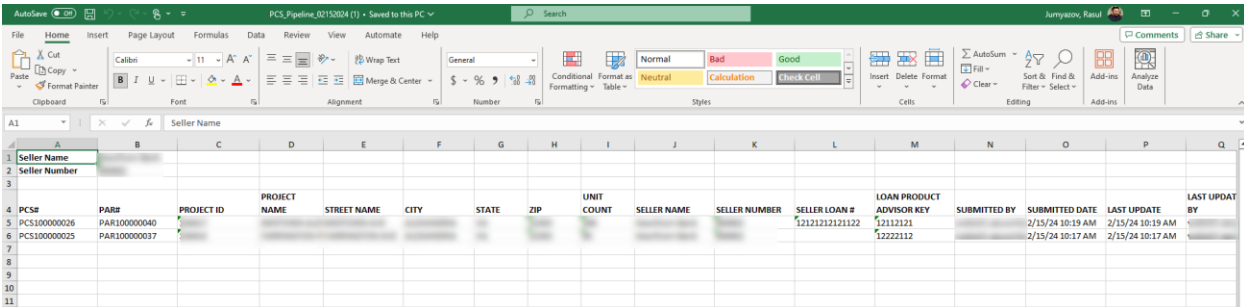 AutoSave Off PCS_Pipeline_02152024 (1) • Saved to this PC Search Jumyazov, Rasul
File Home Insert Page Layout Formulas Data Review View Automate Help Comments Share
Paste Cut Copy Format Painter Calibri 11 A^ A˅ B I U Wrap Text Merge & Center General $ % 9 Conditional Formatting Format as Table Normal Bad Good Neutral Calculation Check Cell Insert Delete Format AutoSum Fill Clear Sort & Filter Find & Select Add-ins Analyze Data
Clipboard Font Alignment Number Styles Cells Editing Add-ins
A1 fx Seller Name
A B C D E F G H I J K L M N O P Q
1 Seller Name
2 Seller Number
3
4 PCS# PAR# PROJECT ID PROJECT NAME STREET NAME CITY STATE ZIP UNIT COUNT SELLER NAME SELLER NUMBER SELLER LOAN # LOAN PRODUCT ADVISOR KEY SUBMITTED BY SUBMITTED DATE LAST UPDATE LAST UPDAT BY
5 PCS100000026 PAR100000040 12121212121122 12112121 2/15/24 10:19 AM 2/15/24 10:19 AM
6 PCS100000025 PAR100000037 12222112 2/15/24 10:17 AM 2/15/24 10:17 AM
7
8
9
10
11